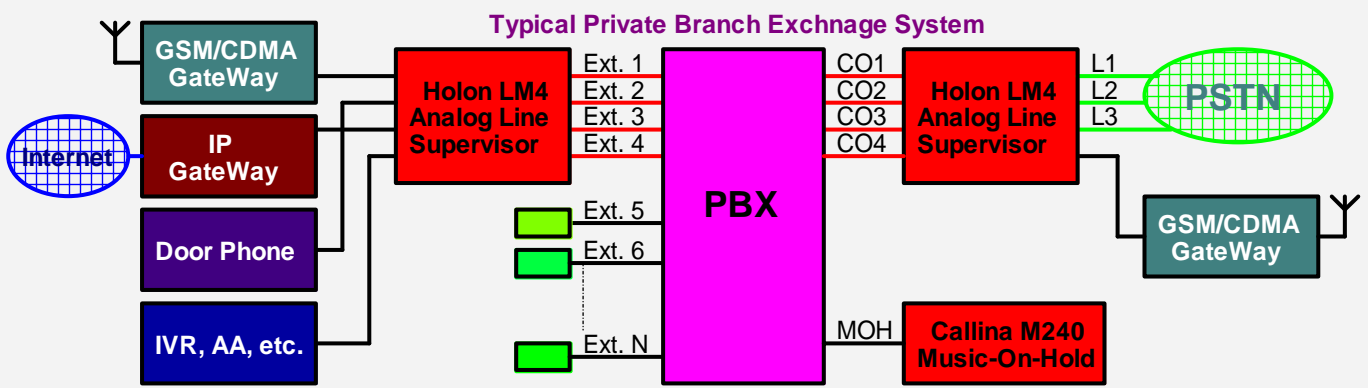 Typical Private Branch Exchnage System
GSM/CDMA
GateWay
Internet
IP
GateWay
Door Phone
IVR, AA, etc.
Holon LM4
Analog Line
Supervisor
Ext. 1
Ext. 2
Ext. 3
Ext. 4
Ext. 5
Ext. 6
Ext. N
PBX
CO1
CO2
CO3
CO4
MOH
Holon LM4
Analog Line
Supervisor
L1
L2
L3
PSTN
GSM/CDMA
GateWay
Callina M240
Music-On-Hold